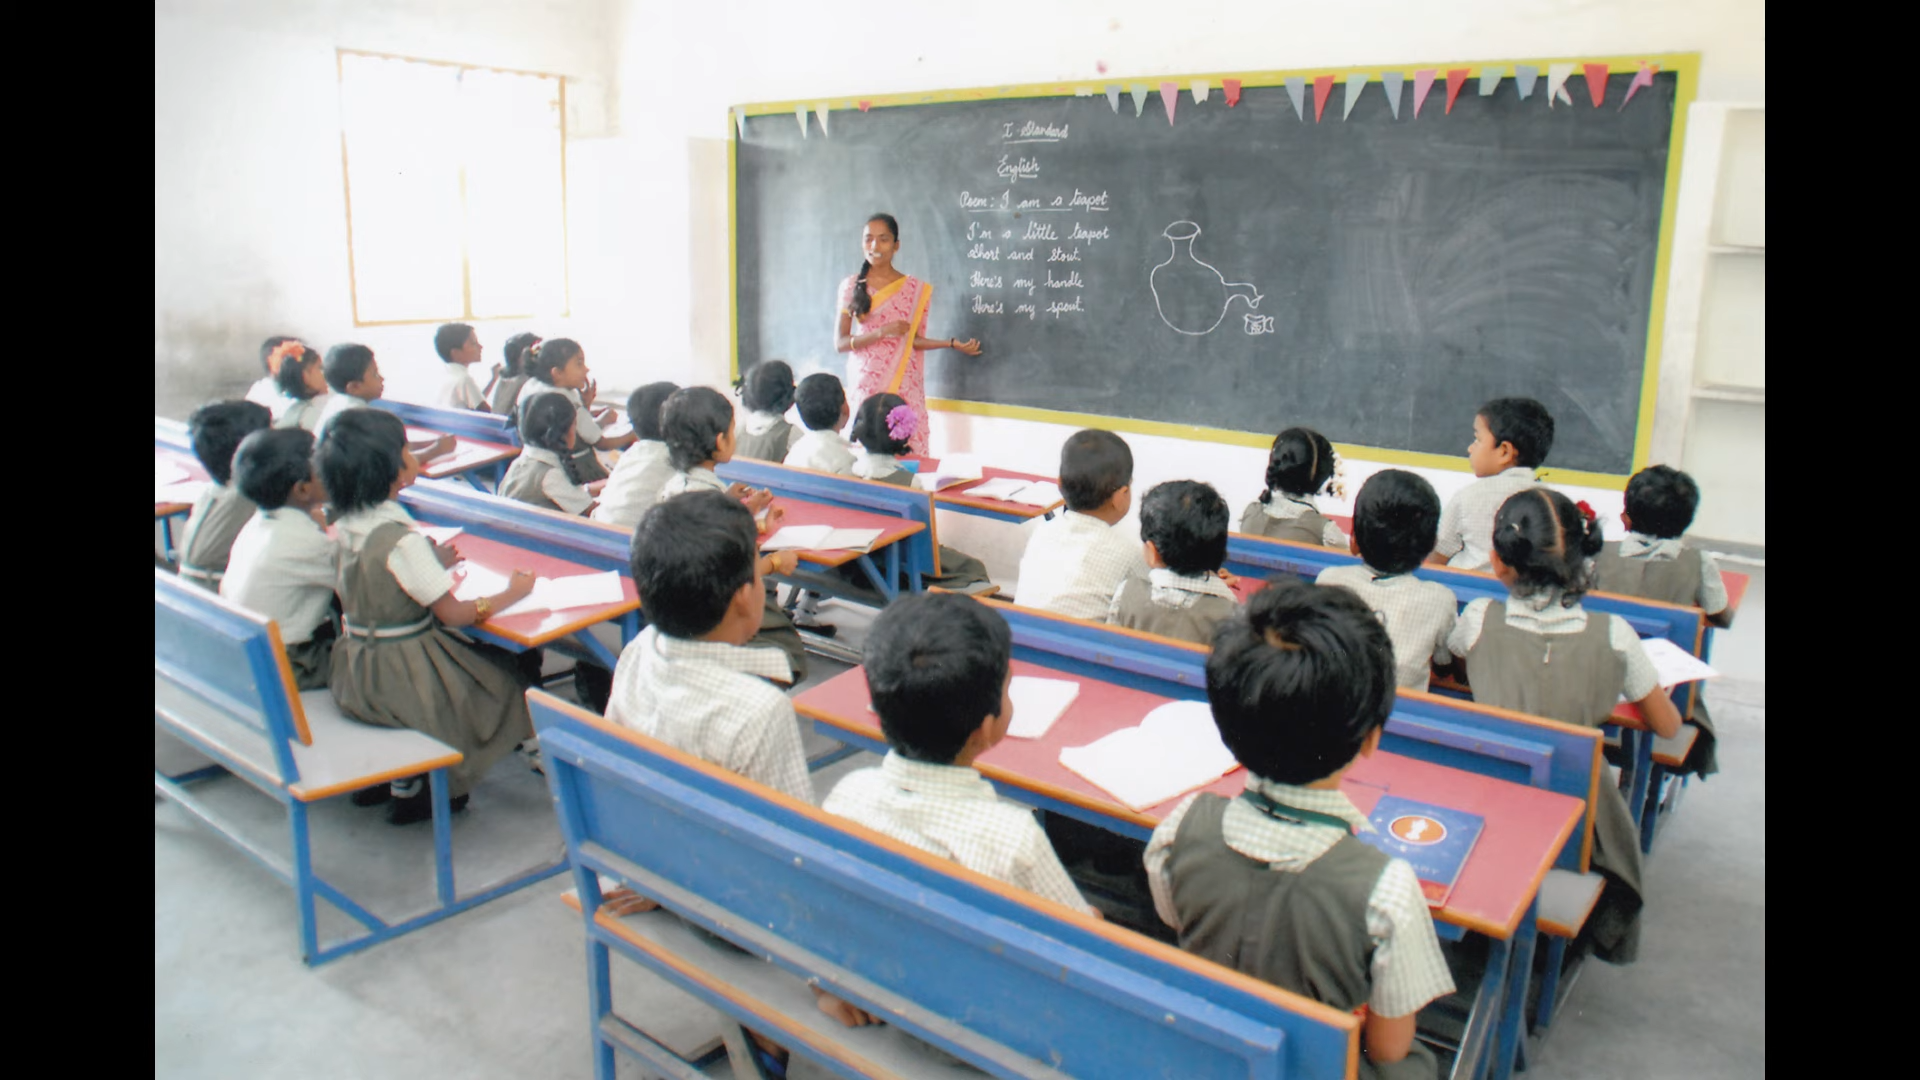 I-Standard
English
Poem: I am a teapot
I'm a little teapot
Short and stout.
Here's my handle
Here's my spout.